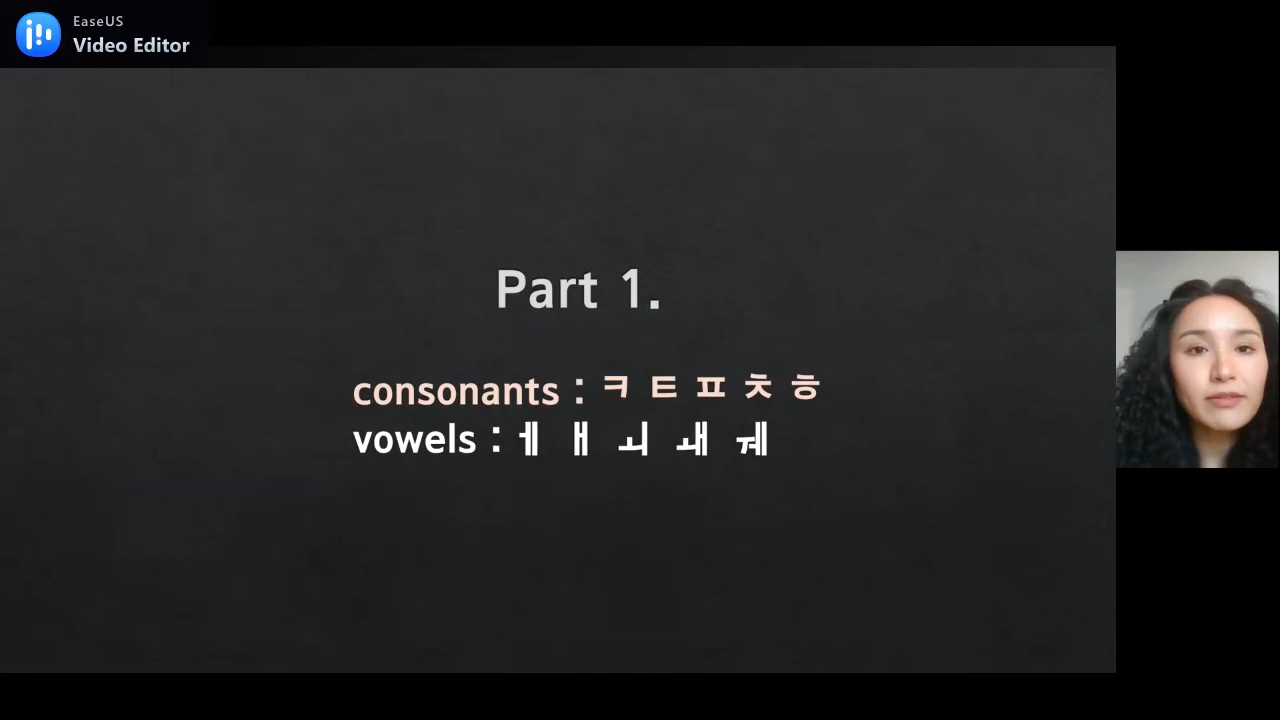 EaseUS
Video Editor
Part 1.
consonants : ㅋ ㅌ ㅍ ㅊ ㅎ
vowels : ㅔ ㅐ ㅚ ㅙ ㅞ